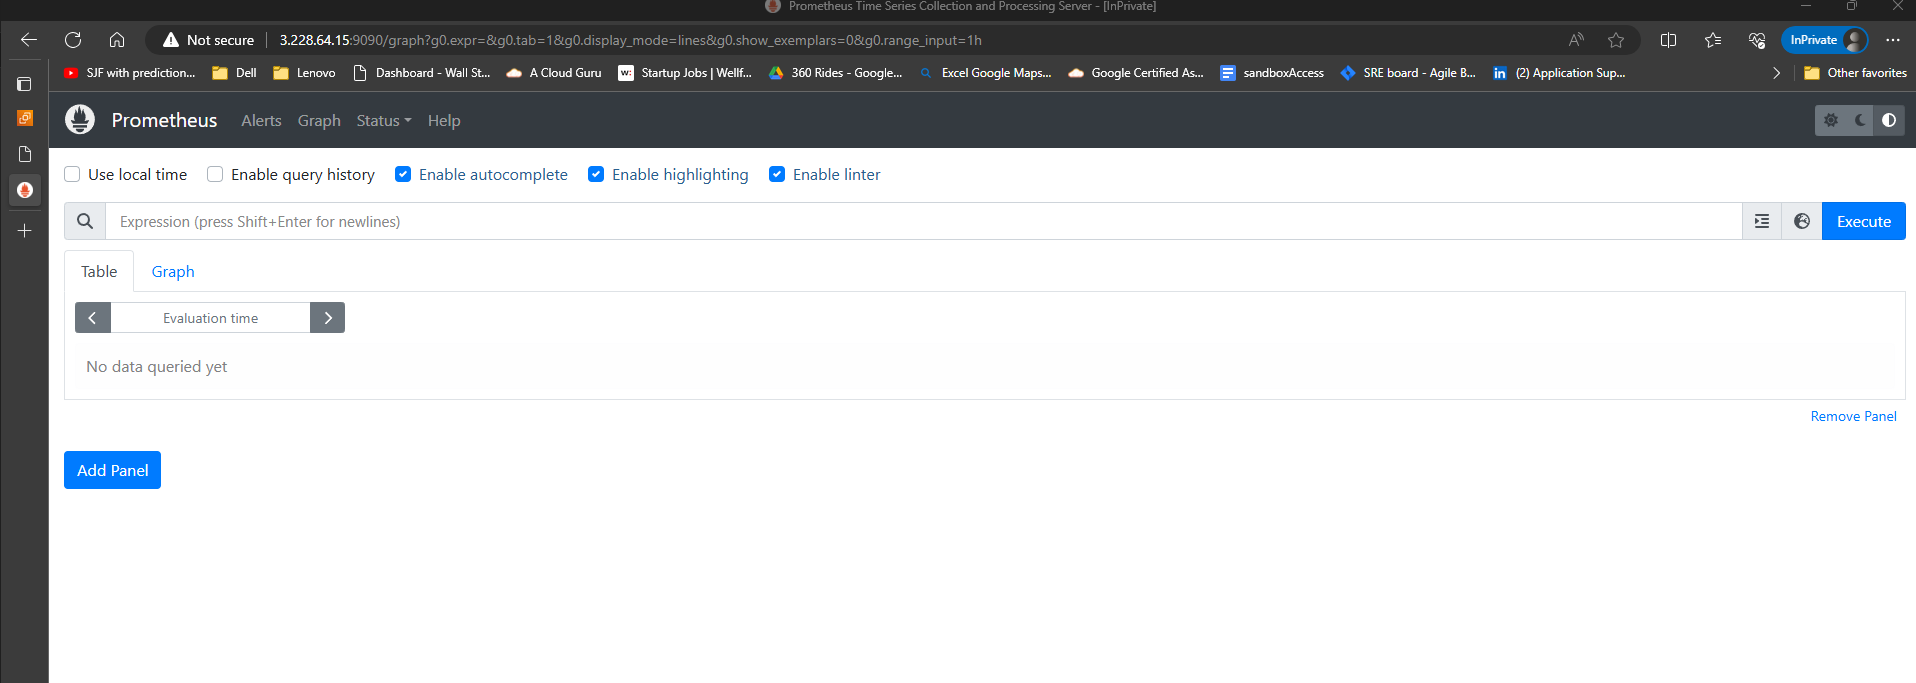 Prometheus Time Series Collection and Processing Server - [InPrivate]
Not secure
3.228.64.15:9090/graph?g0.expr=&g0.tab=1&g0.display_mode=lines&g0.show_exemplars=0&g0.range_input=1h
InPrivate
SJF with prediction... Dell Lenovo Dashboard - Wall St... A Cloud Guru w: Startup Jobs | Wellf... 360 Rides - Google... Excel Google Maps... Google Certified As... sandboxAccess SRE board - Agile B... in (2) Application Sup... Other favorites
Prometheus Alerts Graph Status Help
Use local time Enable query history Enable autocomplete Enable highlighting Enable linter
Expression (press Shift+Enter for newlines) Execute
Table Graph
Evaluation time
No data queried yet
Remove Panel
Add Panel